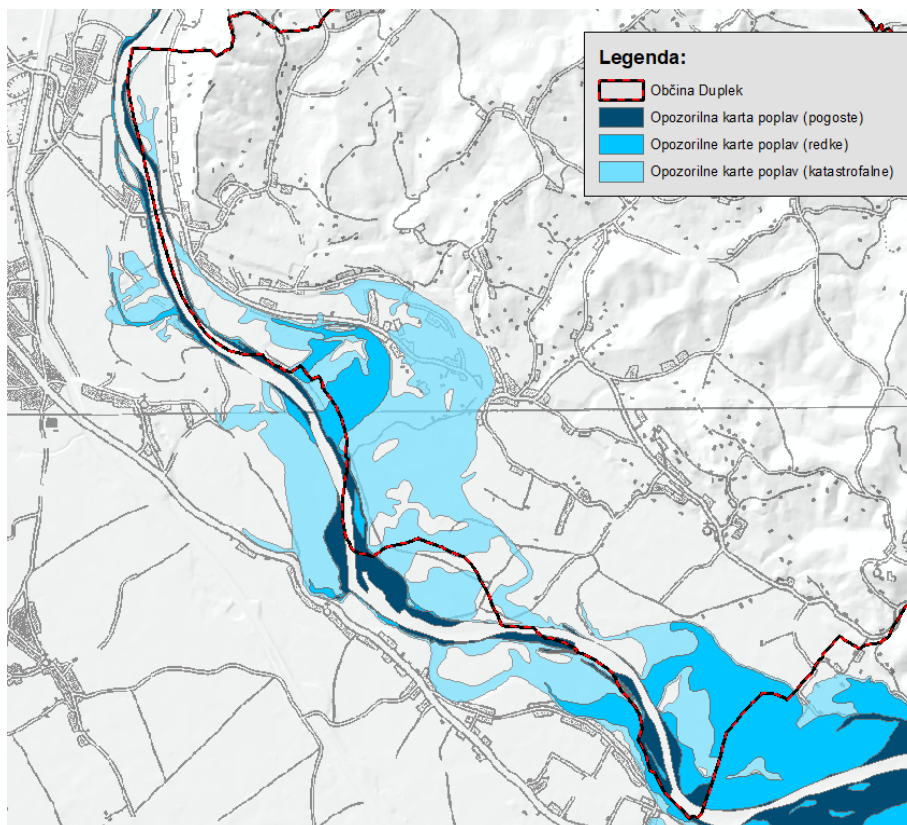 Legenda:
Občina Duplek
Opozorilna karta poplav (pogoste)
Opozorilne karte poplav (redke)
Opozorilne karte poplav (katastrofalne)